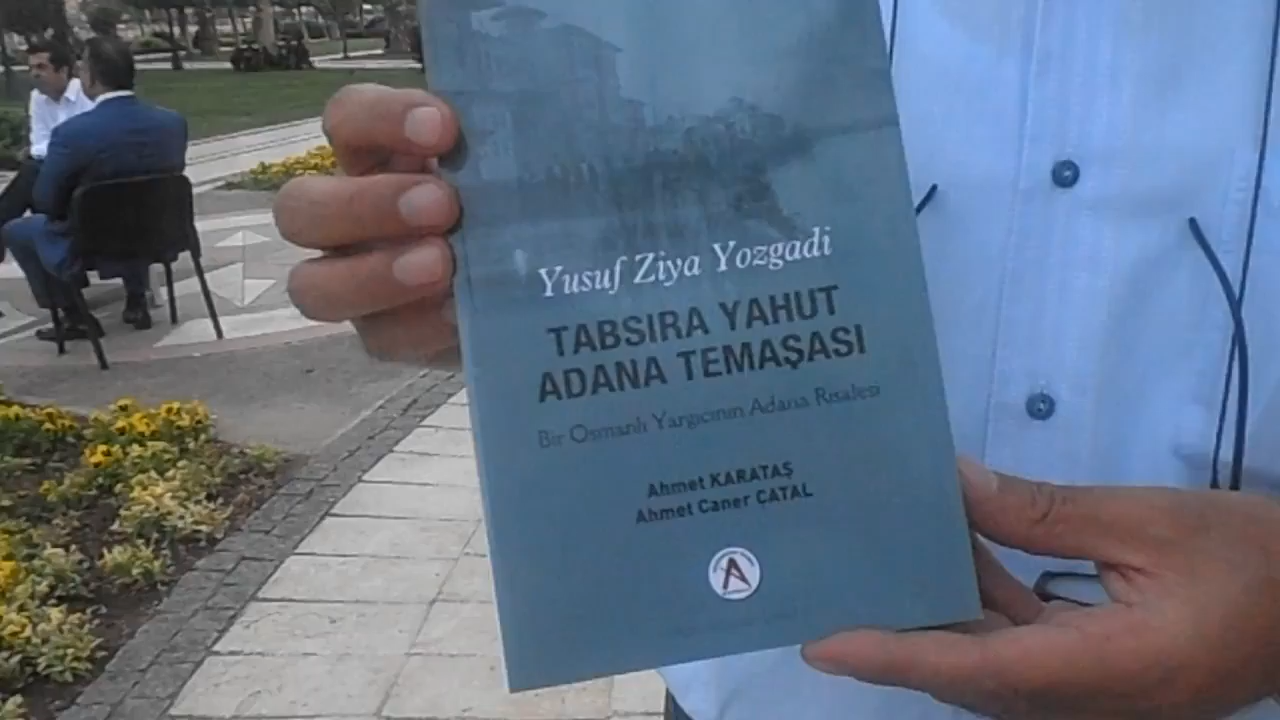 Yusuf Ziya Yozgadi
TABSIRA YAHUT
ADANA TEMAŞASI
Bir Osmanlı Yargıcının Adana Risalesi
Ahmet KARATAŞ
Ahmet Caner ÇATAL
A